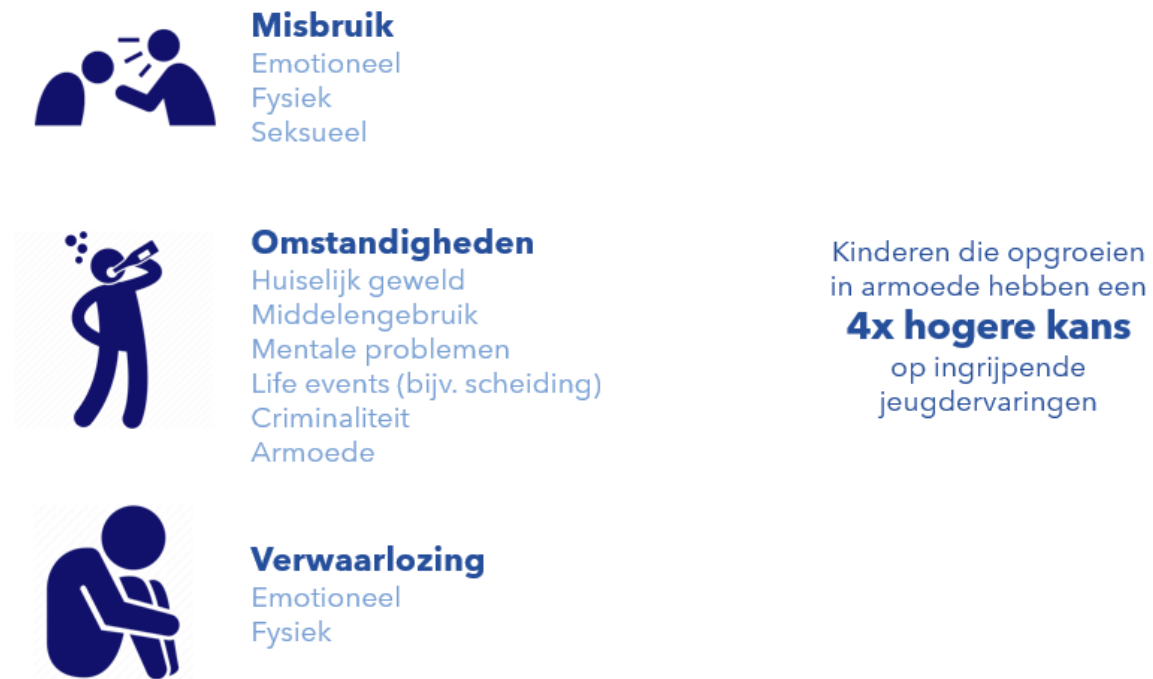 Misbruik
Emotioneel
Fysiek
Seksueel
Omstandigheden
Huiselijk geweld
Middelengebruik
Mentale problemen
Life events (bijv. scheiding)
Criminaliteit
Armoede
Kinderen die opgroeien
in armoede hebben een
4x hogere kans
op ingrijpende
jeugdervaringen
Verwaarlozing
Emotioneel
Fysiek